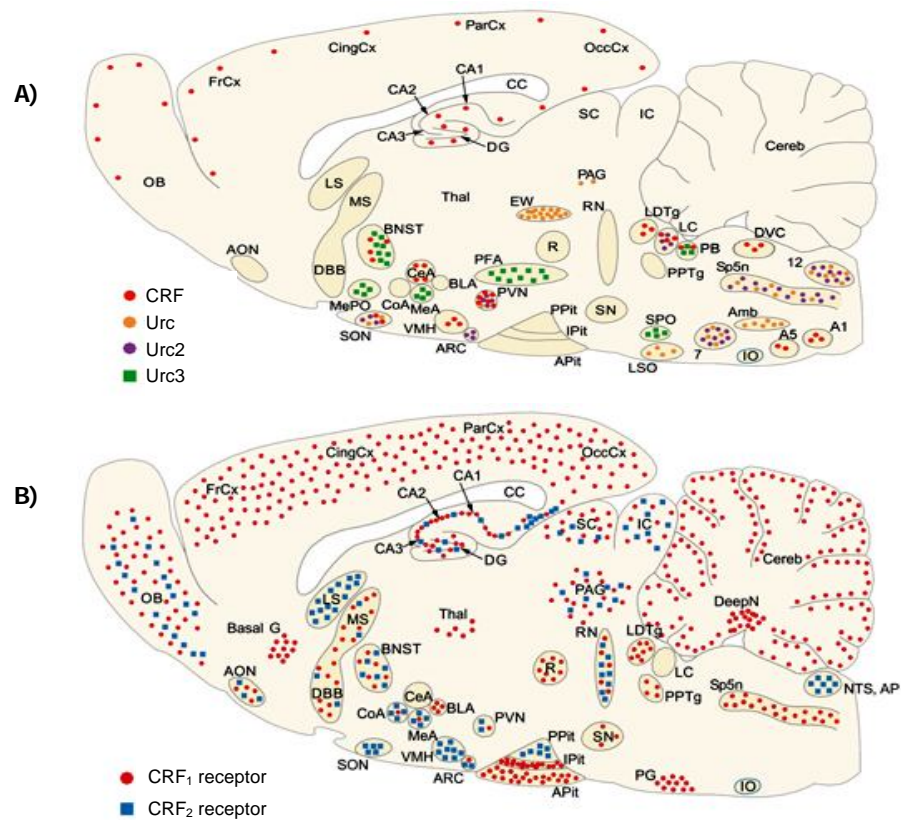 A)
ParCx
CingCx
OccCx
FrCx
CA1
CA2
CC
CA3
DG
SC
IC
Cereb
OB
LS
MS
Thal
PAG
EW
RN
LDTg
LC
DVC
BNST
R
PB
AON
PFA
CeA
PPTg
Sp5n
12
DBB
BLA
PVN
MePO
CoA
MeA
PPit
SN
SPO
Amb
SON
VMH
IPit
A5
A1
ARC
APit
LSO
7
IO
CRF
Urc
Urc2
Urc3
B)
ParCx
CingCx
OccCx
FrCx
CA1
CA2
CC
CA3
DG
SC
IC
Cereb
OB
LS
MS
Thal
PAG
DeepN
Basal G
RN
LDTg
BNST
R
LC
AON
DBB
CeA
BLA
PPTg
Sp5n
NTS, AP
CoA
PVN
MeA
PPit
SN
SON
VMH
IPit
ARC
APit
PG
IO
CRF₁ receptor
CRF₂ receptor